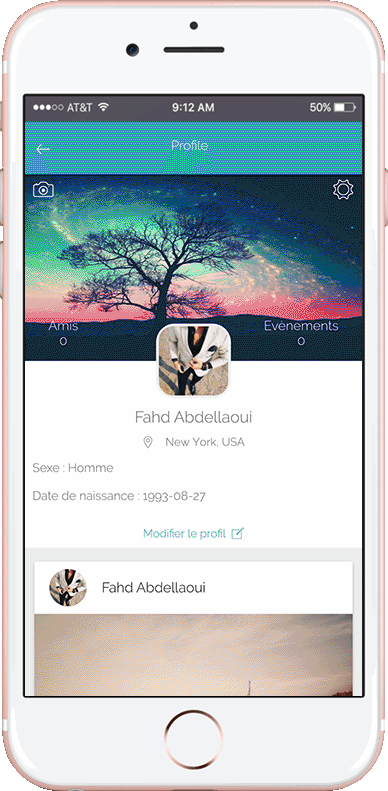 AT&T 9:12 AM 50%
Profile
Amis Evènements
0 0
Fahd Abdellaoui
New York, USA
Sexe : Homme
Date de naissance : 1993-08-27
Modifier le profil
Fahd Abdellaoui